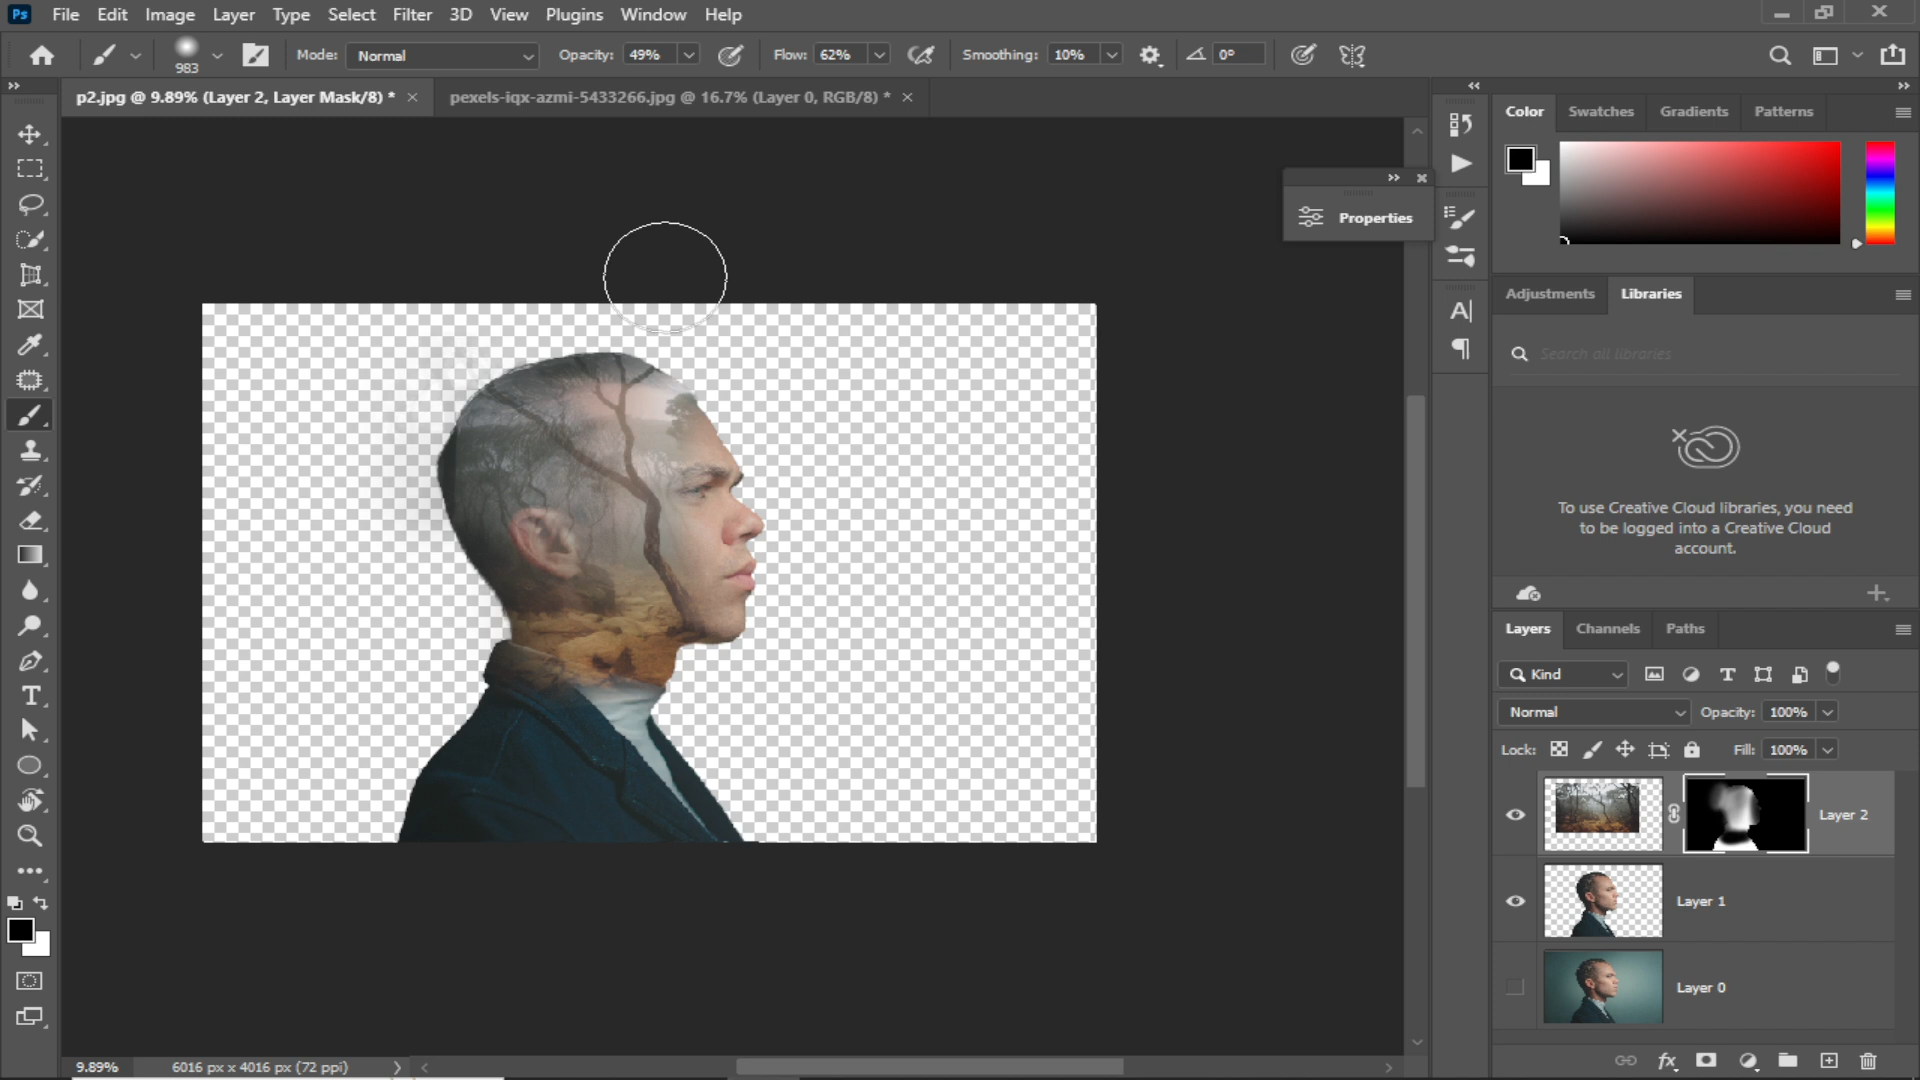 Ps File Edit Image Layer Type Select Filter 3D View Plugins Window Help
983 Mode: Normal Opacity: 49% Flow: 62% Smoothing: 10% 0°
p2.jpg @ 9.89% (Layer 2, Layer Mask/8) * × pexels-iqx-azmi-5433266.jpg @ 16.7% (Layer 0, RGB/8) * ×
Color Swatches Gradients Patterns
Properties
Adjustments Libraries
Search all libraries
To use Creative Cloud libraries, you need
to be logged into a Creative Cloud
account.
Layers Channels Paths
Kind
Normal Opacity: 100%
Lock: Fill: 100%
Layer 2
Layer 1
Layer 0
fx
9.89% 6016 px x 4016 px (72 ppi)